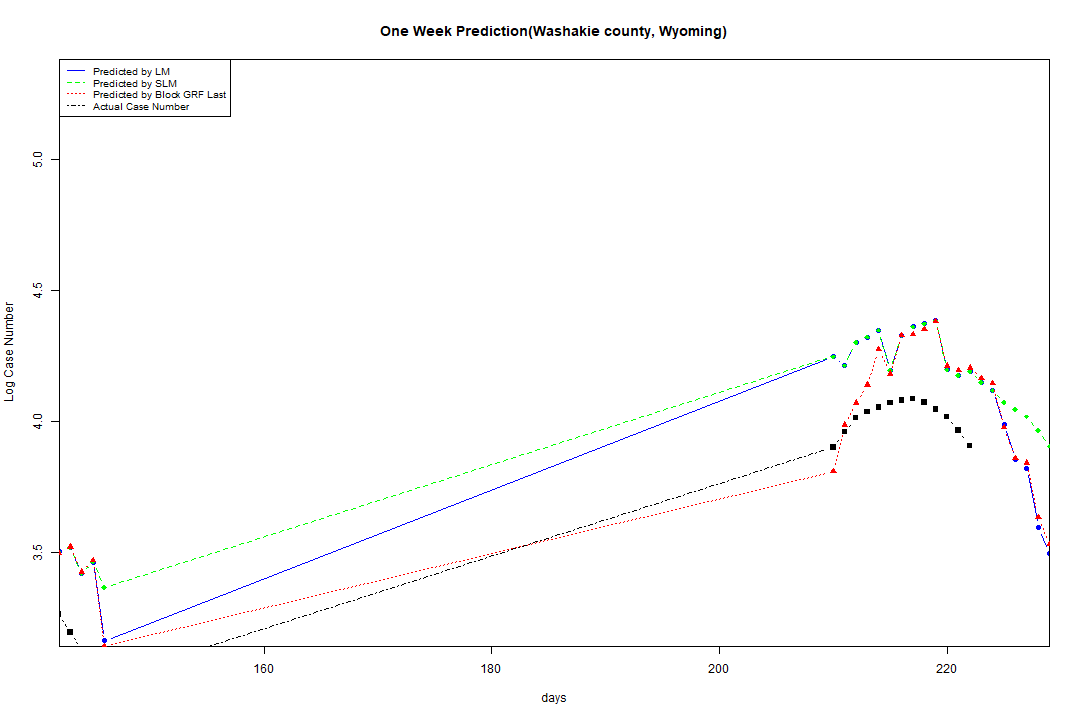 One Week Prediction(Washakie county, Wyoming)
Predicted by LM
Predicted by SLM
Predicted by Block GRF Last
Actual Case Number
5.0
4.5
4.0
3.5
Log Case Number
160 180 200 220
days